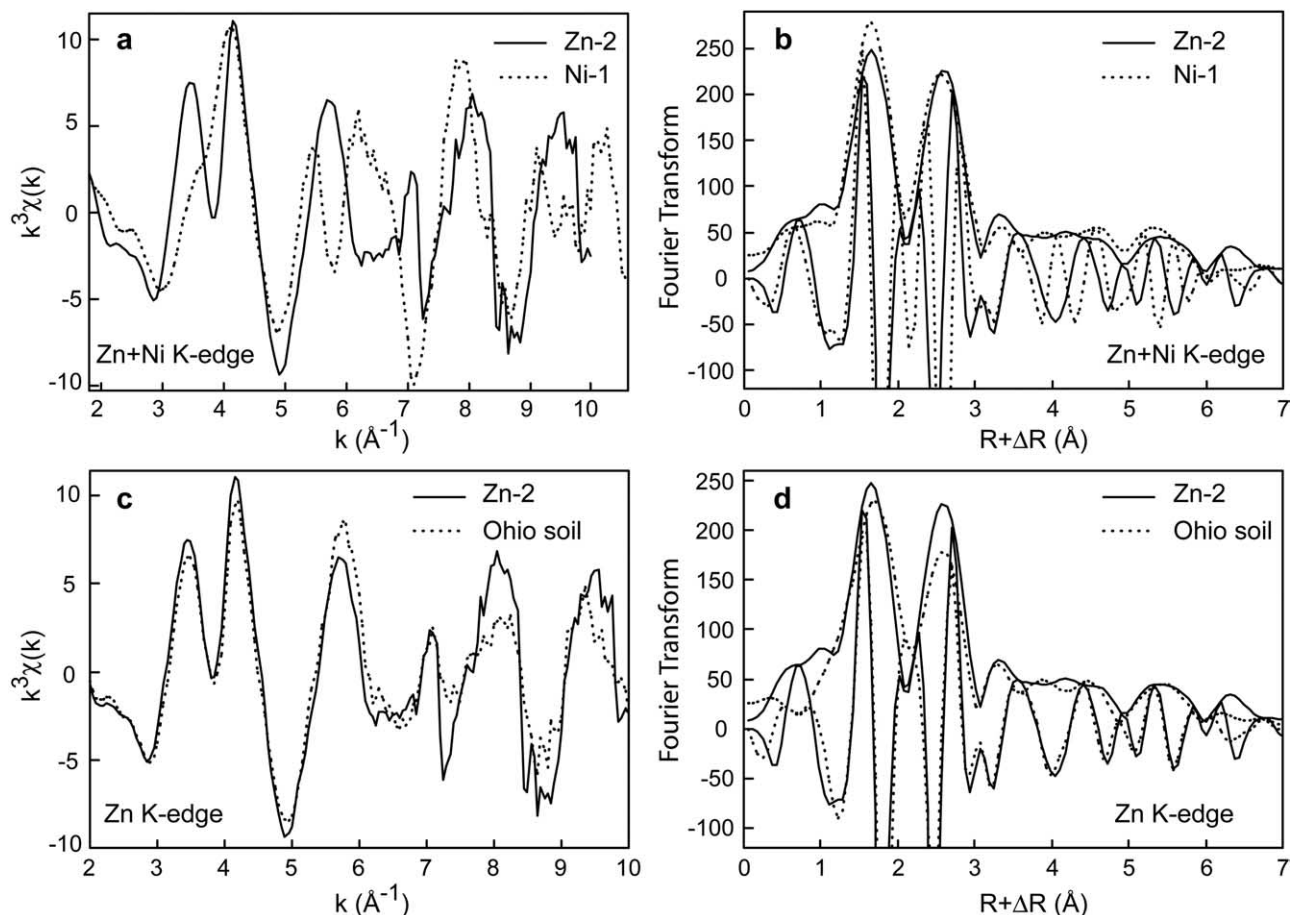 a
Zn-2
Ni-1
Zn+Ni K-edge
k³χ(k)
10
5
0
-5
-10
2 3 4 5 6 7 8 9 10
k (Å⁻¹)
b
Zn-2
Ni-1
Zn+Ni K-edge
Fourier Transform
250
200
150
100
50
0
-50
-100
0 1 2 3 4 5 6 7
R+ΔR (Å)
c
Zn-2
Ohio soil
Zn K-edge
k³χ(k)
10
5
0
-5
-10
2 3 4 5 6 7 8 9 10
k (Å⁻¹)
d
Zn-2
Ohio soil
Zn K-edge
Fourier Transform
250
200
150
100
50
0
-50
-100
0 1 2 3 4 5 6 7
R+ΔR (Å)